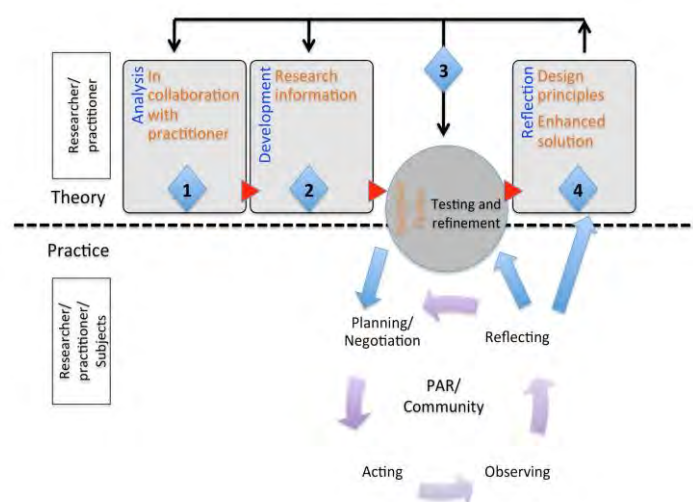 Researcher/
practitioner
Theory
Analysis
In
collaboration
with
practitioner
1
Development
Research
information
2
3
Testing and
refinement
Reflection
Design
principles
Enhanced
solution
4
Practice
Researcher/
practitioner/
Subjects
Planning/
Negotiation
Reflecting
PAR/
Community
Acting
Observing